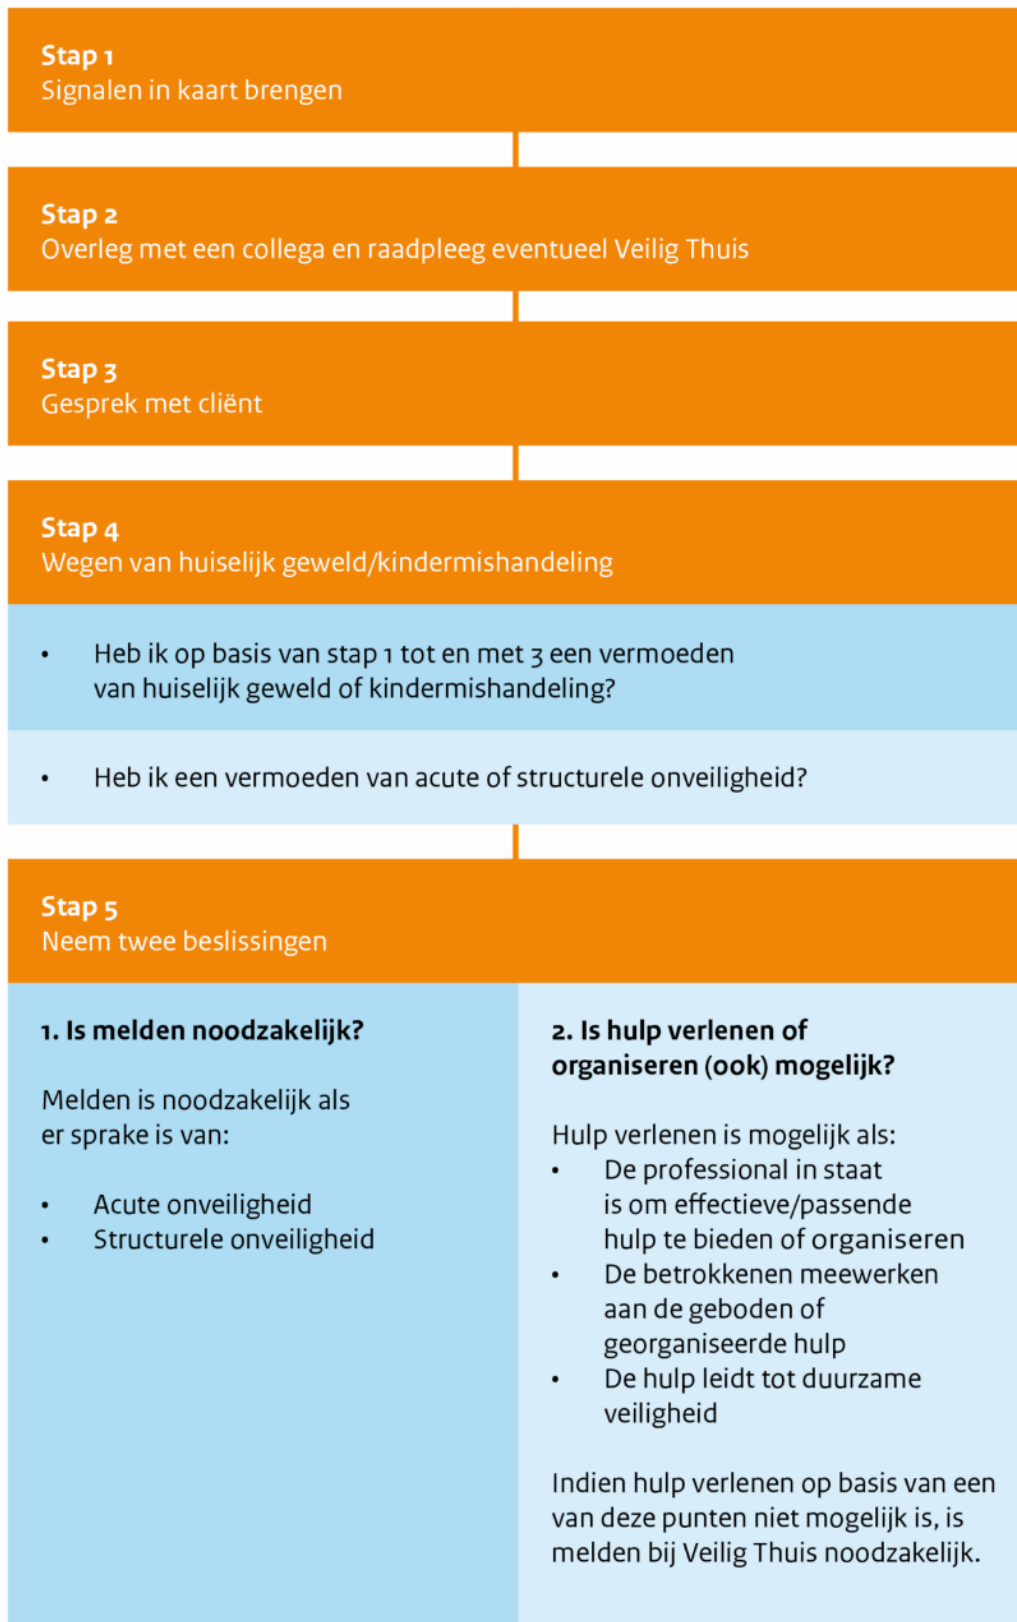 Stap 1
Signalen in kaart brengen
Stap 2
Overleg met een collega en raadpleeg eventueel Veilig Thuis
Stap 3
Gesprek met cliënt
Stap 4
Wegen van huiselijk geweld/kindermishandeling
• Heb ik op basis van stap 1 tot en met 3 een vermoeden
van huiselijk geweld of kindermishandeling?
• Heb ik een vermoeden van acute of structurele onveiligheid?
Stap 5
Neem twee beslissingen
1. Is melden noodzakelijk?
Melden is noodzakelijk als
er sprake is van:
• Acute onveiligheid
• Structurele onveiligheid
2. Is hulp verlenen of
organiseren (ook) mogelijk?
Hulp verlenen is mogelijk als:
• De professional in staat
is om effectieve/passende
hulp te bieden of organiseren
• De betrokkenen meewerken
aan de geboden of
georganiseerde hulp
• De hulp leidt tot duurzame
veiligheid
Indien hulp verlenen op basis van een
van deze punten niet mogelijk is, is
melden bij Veilig Thuis noodzakelijk.